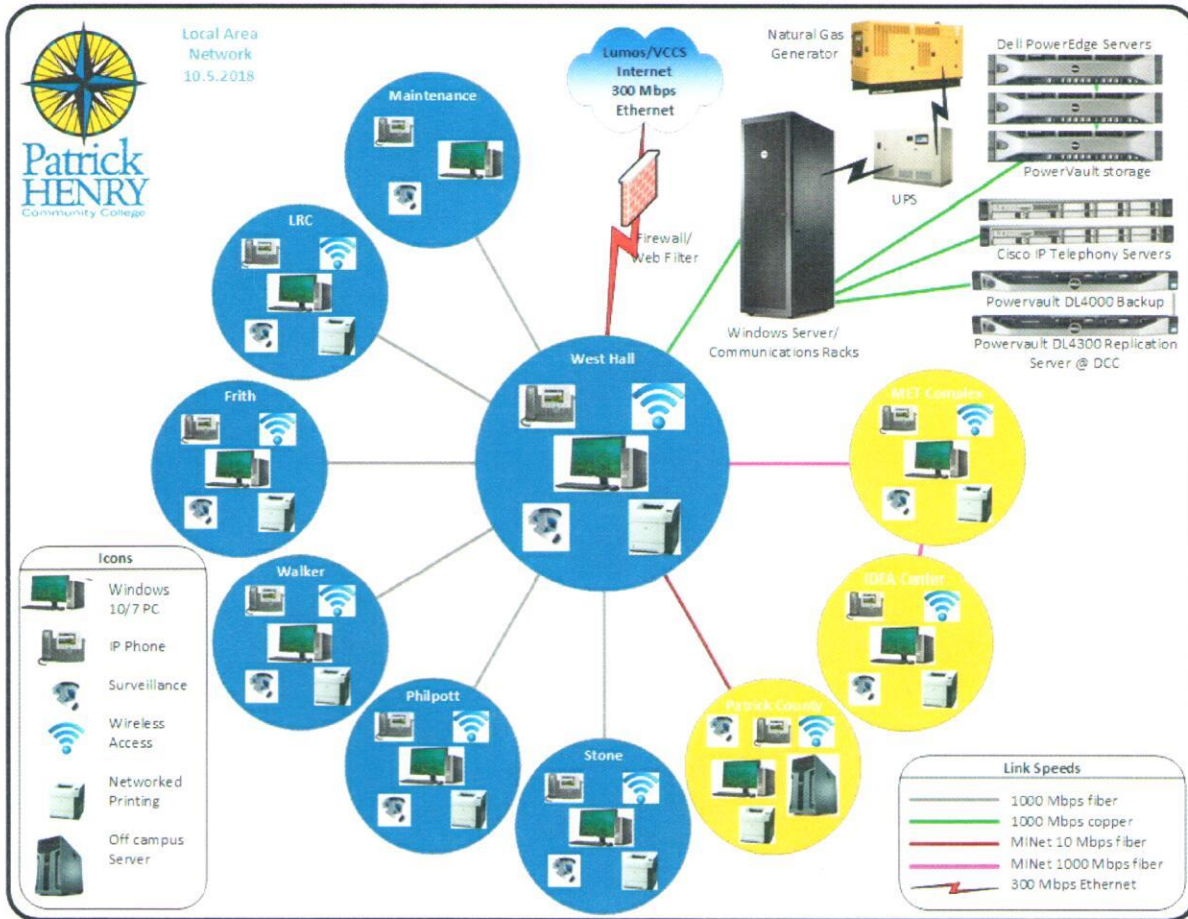 Local Area
Network
10.5.2018
Patrick
HENRY
Community College
Lumos/VCCS
Internet
300 Mbps
Ethernet
Natural Gas
Generator
Dell PowerEdge Servers
PowerVault storage
UPS
Cisco IP Telephony Servers
Powervault DL4000 Backup
Powervault DL4300 Replication
Server @ DCC
Firewall/
Web Filter
Windows Server/
Communications Racks
Maintenance
LRC
West Hall
Frith
MET Complex
Walker
IDEA Center
Philpott
Stone
Patrick County
Icons
Windows
10/7 PC
IP Phone
Surveillance
Wireless
Access
Networked
Printing
Off campus
Server
Link Speeds
1000 Mbps fiber
1000 Mbps copper
MINet 10 Mbps fiber
MINet 1000 Mbps fiber
300 Mbps Ethernet